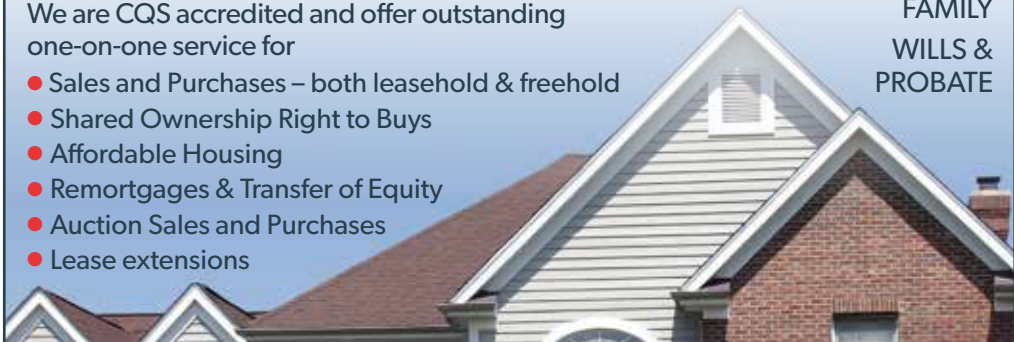 We are CQS accredited and offer outstanding
one-on-one service for
● Sales and Purchases – both leasehold & freehold
● Shared Ownership Right to Buys
● Affordable Housing
● Remortgages & Transfer of Equity
● Auction Sales and Purchases
● Lease extensions
FAMILY
WILLS &
PROBATE